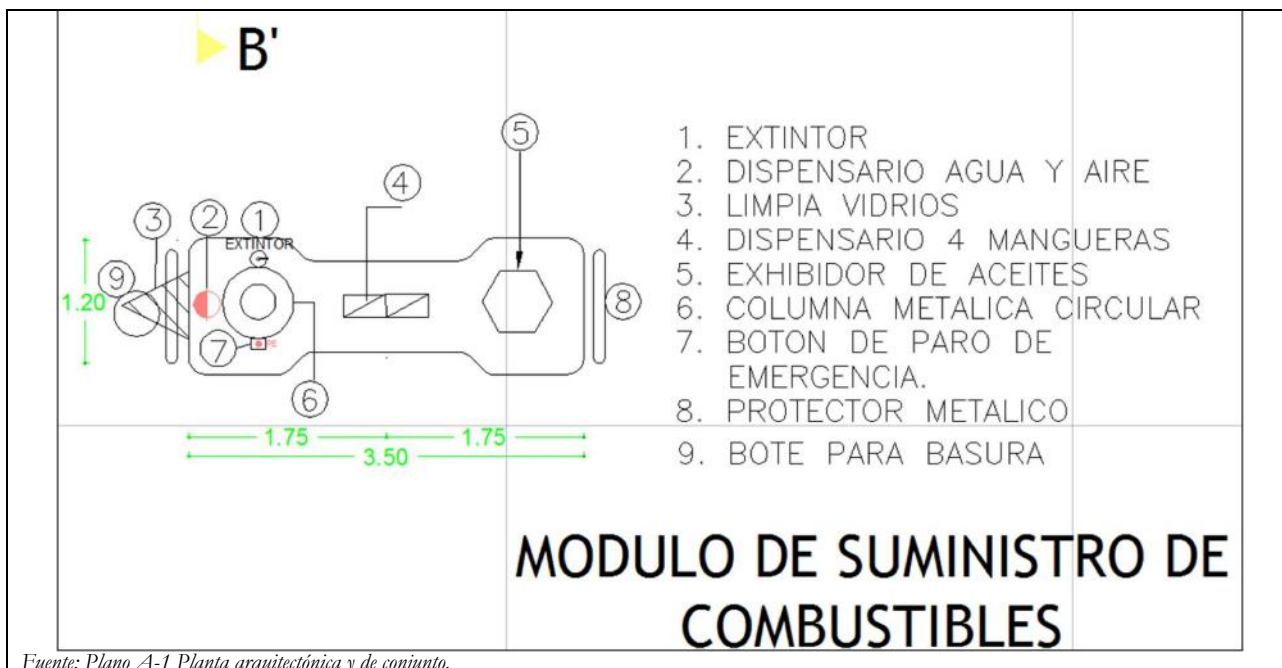 B'
5
4
3
2
1
EXTINTOR
9
1.20
8
7
PE
6
1.75
1.75
3.50
1. EXTINTOR
2. DISPENSARIO AGUA Y AIRE
3. LIMPIA VIDRIOS
4. DISPENSARIO 4 MANGUERAS
5. EXHIBIDOR DE ACEITES
6. COLUMNA METALICA CIRCULAR
7. BOTON DE PARO DE
EMERGENCIA.
8. PROTECTOR METALICO
9. BOTE PARA BASURA
MODULO DE SUMINISTRO DE
COMBUSTIBLES
Fuente: Plano A-1 Planta arquitectónica y de conjunto.